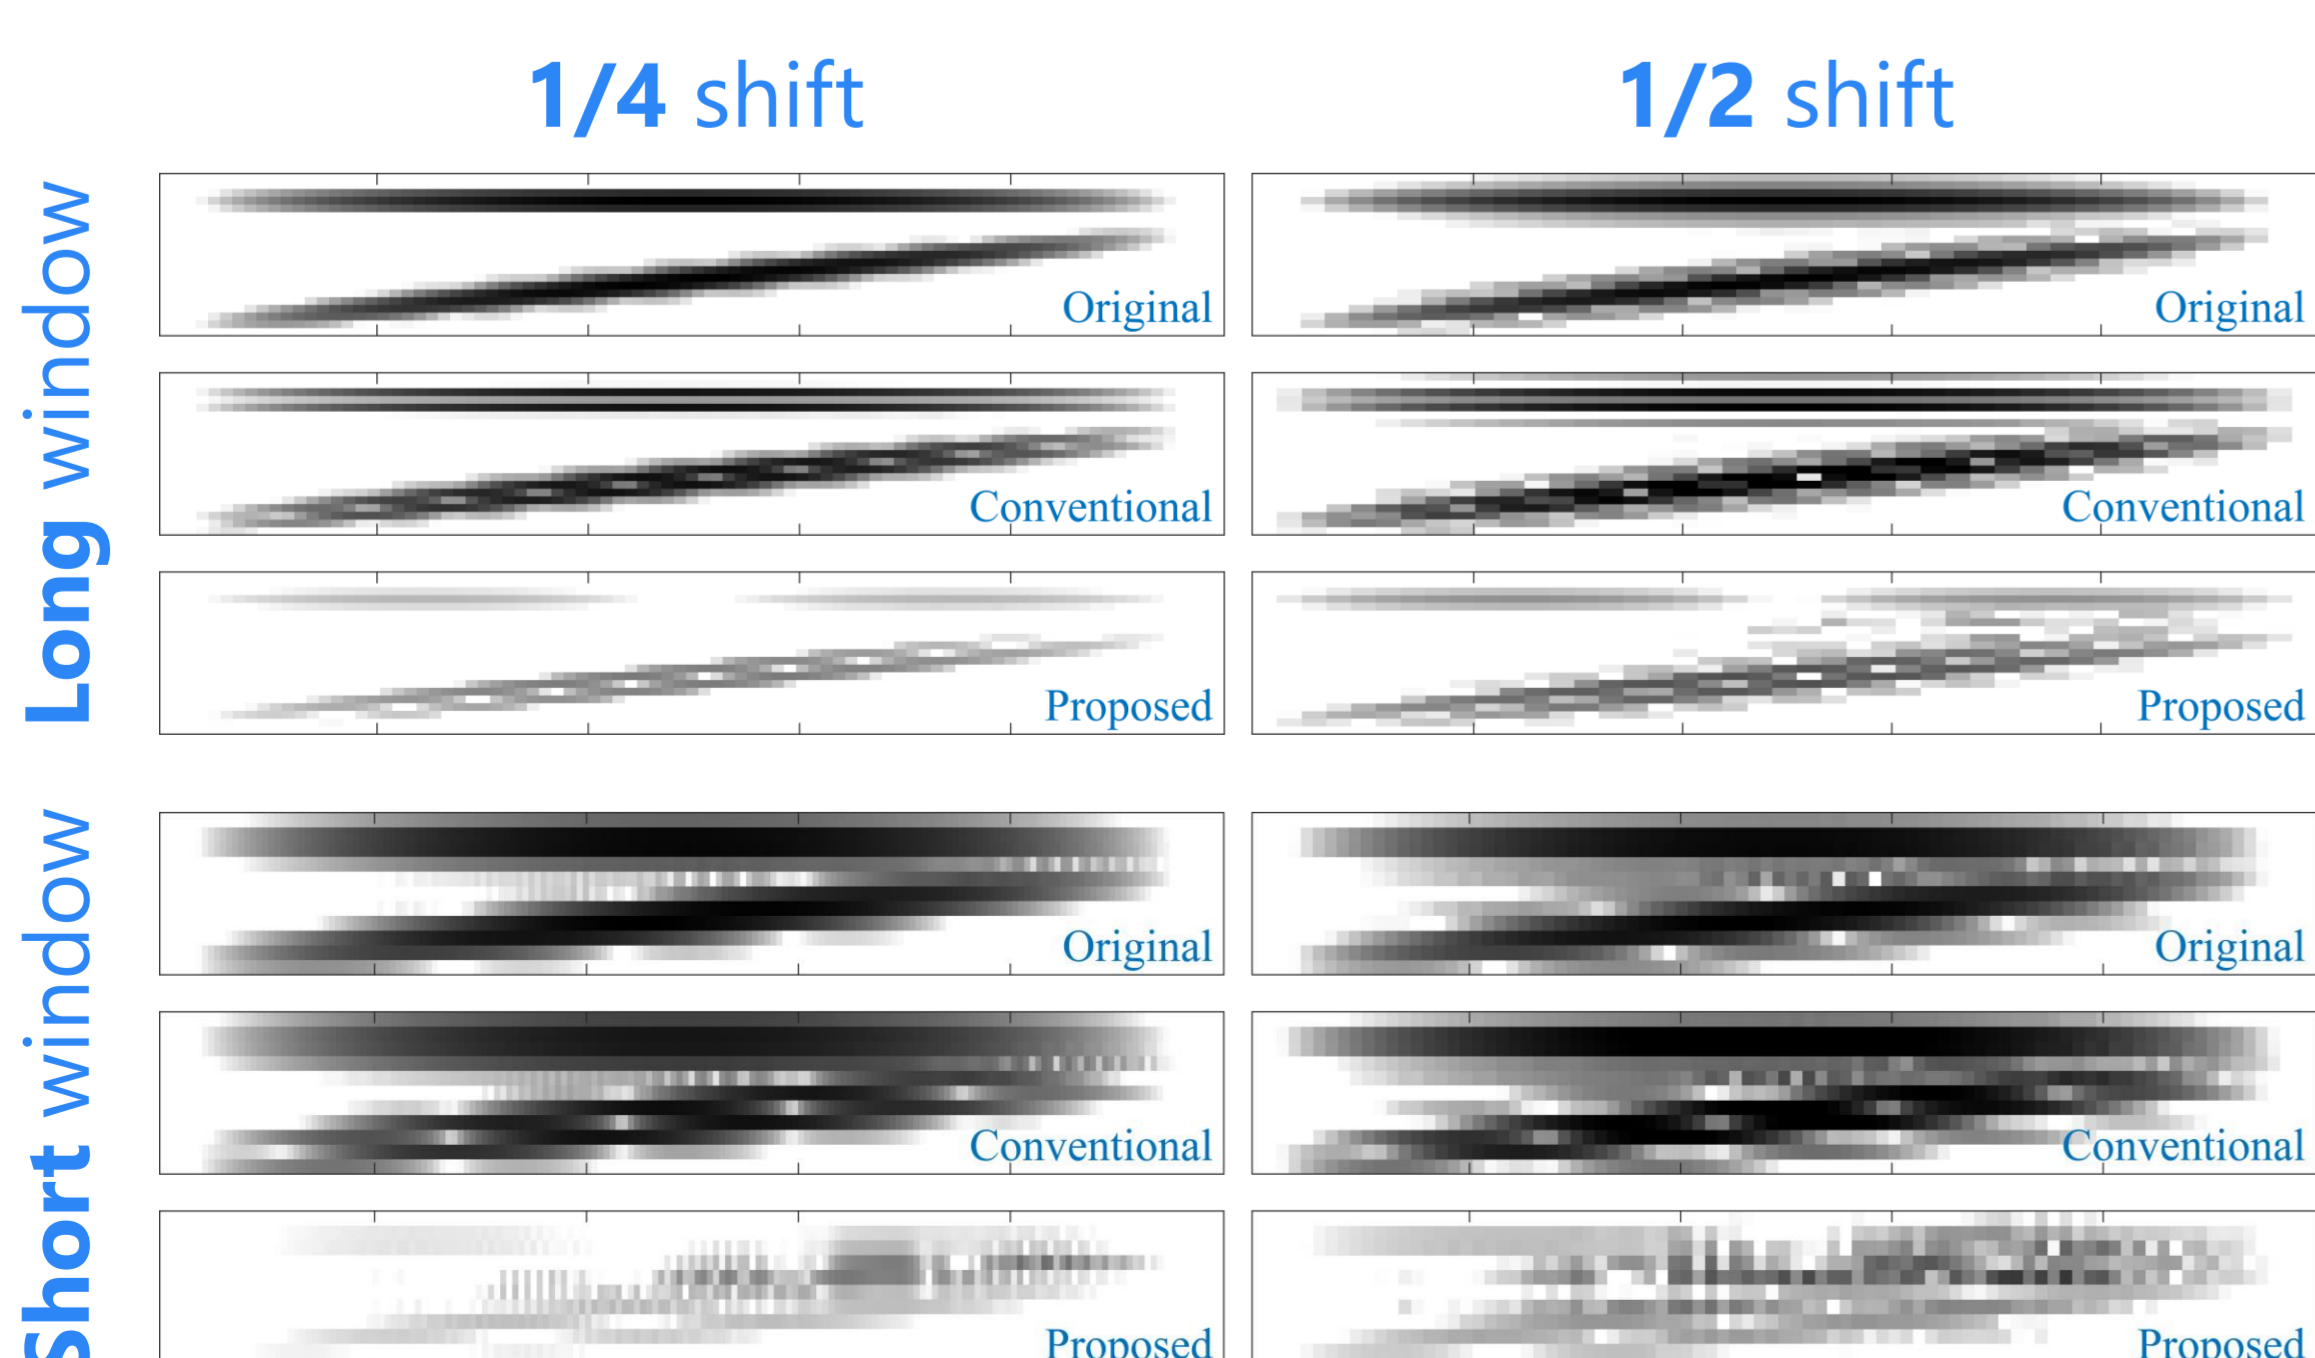 1/4 shift
1/2 shift
Long window
Original
Original
Conventional
Conventional
Proposed
Proposed
Short window
Original
Original
Conventional
Conventional
Proposed
Proposed